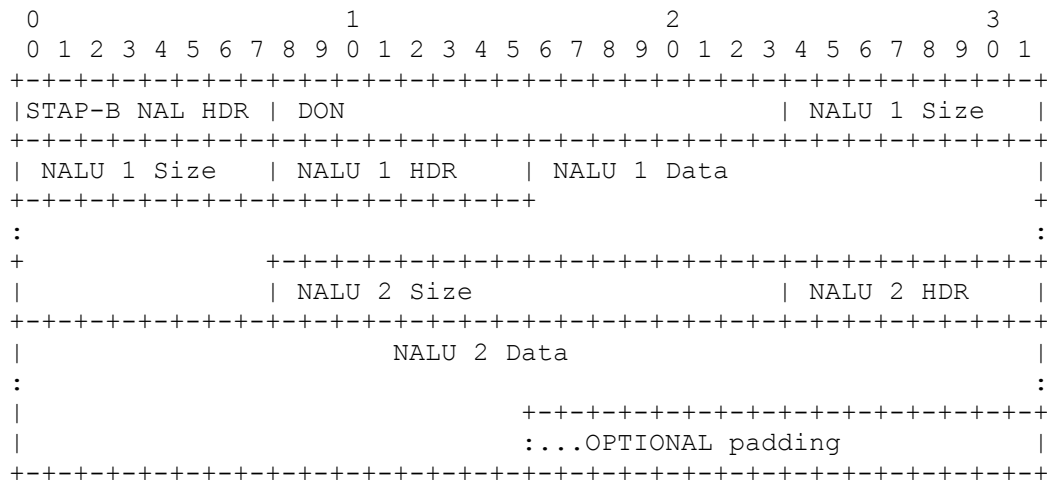 0                   1                   2                   3
 0 1 2 3 4 5 6 7 8 9 0 1 2 3 4 5 6 7 8 9 0 1 2 3 4 5 6 7 8 9 0 1
+-+-+-+-+-+-+-+-+-+-+-+-+-+-+-+-+-+-+-+-+-+-+-+-+-+-+-+-+-+-+-+-+
|STAP-B NAL HDR | DON                           | NALU 1 Size   |
+-+-+-+-+-+-+-+-+-+-+-+-+-+-+-+-+-+-+-+-+-+-+-+-+-+-+-+-+-+-+-+-+
| NALU 1 Size   | NALU 1 HDR    | NALU 1 Data                   |
+-+-+-+-+-+-+-+-+-+-+-+-+-+-+-+-+                               +
:                                                               :
+               +-+-+-+-+-+-+-+-+-+-+-+-+-+-+-+-+-+-+-+-+-+-+-+-+
|               | NALU 2 Size                   | NALU 2 HDR    |
+-+-+-+-+-+-+-+-+-+-+-+-+-+-+-+-+-+-+-+-+-+-+-+-+-+-+-+-+-+-+-+-+
|                       NALU 2 Data                             |
:                                                               :
|                               +-+-+-+-+-+-+-+-+-+-+-+-+-+-+-+-+
|                               :...OPTIONAL padding            |
+-+-+-+-+-+-+-+-+-+-+-+-+-+-+-+-+-+-+-+-+-+-+-+-+-+-+-+-+-+-+-+-+